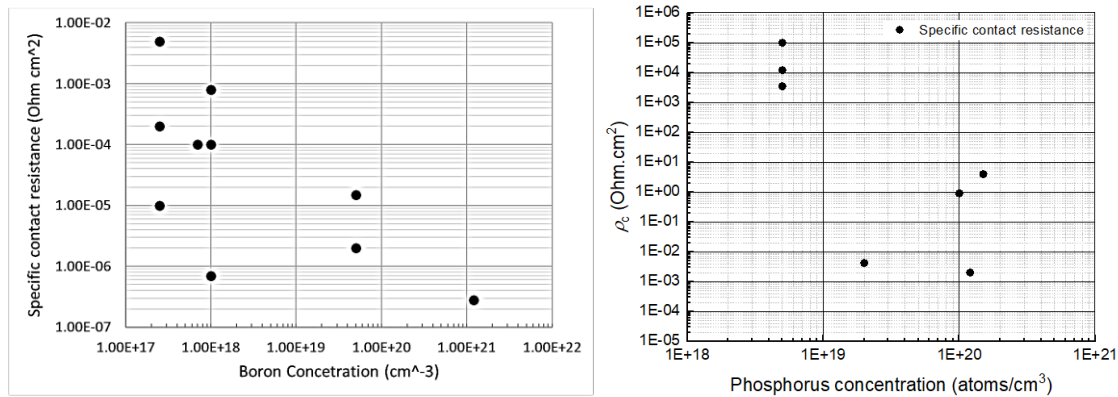 Specific contact resistance (Ohm cm^2)
1.00E-02
1.00E-03
1.00E-04
1.00E-05
1.00E-06
1.00E-07
1.00E+17
1.00E+18
1.00E+19
1.00E+20
1.00E+21
1.00E+22
Boron Concetration (cm^-3)
ρc (Ohm.cm²)
1E+06
1E+05
1E+04
1E+03
1E+02
1E+01
1E+00
1E-01
1E-02
1E-03
1E-04
1E-05
Specific contact resistance
1E+18
1E+19
1E+20
1E+21
Phosphorus concentration (atoms/cm³)